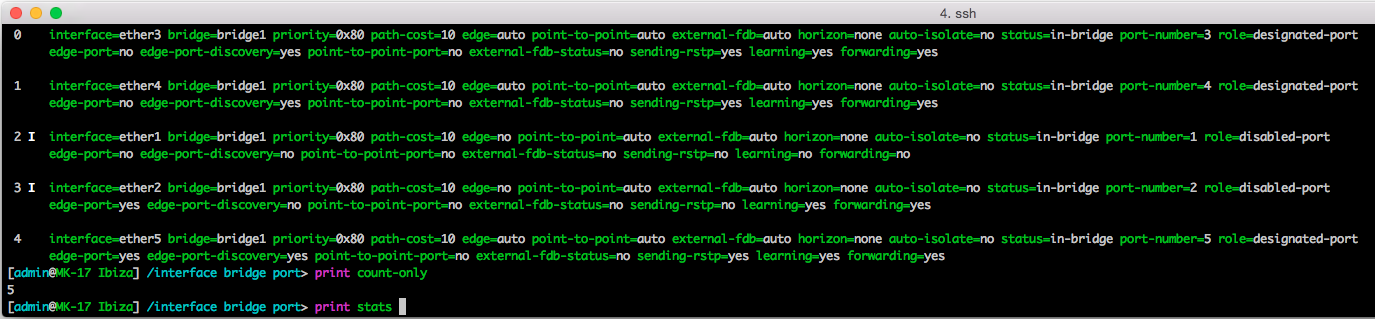 4. ssh
0 interface=ether3 bridge=bridge1 priority=0x80 path-cost=10 edge=auto point-to-point=auto external-fdb=auto horizon=none auto-isolate=no status=in-bridge port-number=3 role=designated-port
edge-port=no edge-port-discovery=yes point-to-point-port=no external-fdb-status=no sending-rstp=yes learning=yes forwarding=yes
1 interface=ether4 bridge=bridge1 priority=0x80 path-cost=10 edge=auto point-to-point=auto external-fdb=auto horizon=none auto-isolate=no status=in-bridge port-number=4 role=designated-port
edge-port=no edge-port-discovery=yes point-to-point-port=no external-fdb-status=no sending-rstp=yes learning=yes forwarding=yes
2 I interface=ether1 bridge=bridge1 priority=0x80 path-cost=10 edge=no point-to-point=auto external-fdb=auto horizon=none auto-isolate=no status=in-bridge port-number=1 role=disabled-port
edge-port=no edge-port-discovery=no point-to-point-port=no external-fdb-status=no sending-rstp=no learning=no forwarding=no
3 I interface=ether2 bridge=bridge1 priority=0x80 path-cost=10 edge=no point-to-point=auto external-fdb=auto horizon=none auto-isolate=no status=in-bridge port-number=2 role=disabled-port
edge-port=yes edge-port-discovery=no point-to-point-port=no external-fdb-status=no sending-rstp=no learning=yes forwarding=yes
4 interface=ether5 bridge=bridge1 priority=0x80 path-cost=10 edge=auto point-to-point=auto external-fdb=auto horizon=none auto-isolate=no status=in-bridge port-number=5 role=designated-port
edge-port=yes edge-port-discovery=yes point-to-point-port=no external-fdb-status=no sending-rstp=yes learning=yes forwarding=yes
[admin@MK-17 Ibiza] /interface bridge port> print count-only
5
[admin@MK-17 Ibiza] /interface bridge port> print stats